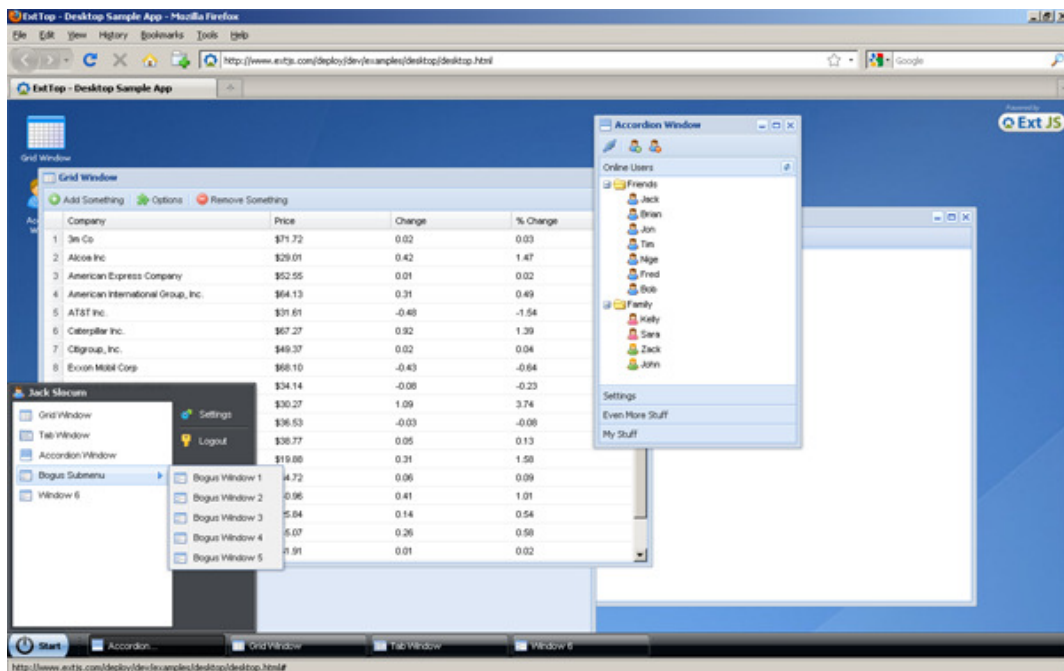 ExtTop - Desktop Sample App - Mozilla Firefox
File Edit View History Bookmarks Tools Help
http://www.extjs.com/deploy/dev/examples/desktop/desktop.html
Google
ExtTop - Desktop Sample App
Powered by
Ext JS
Grid Window
Accordion Window
Online Users
Friends
Jack
Brian
Jon
Tim
Nige
Fred
Bob
Family
Kelly
Sara
Zack
John
Settings
Even More Stuff
My Stuff
Grid Window
Add Something Options Remove Something
Company Price Change % Change
1 3m Co $71.72 0.02 0.03
2 Alcoa Inc $29.01 0.42 1.47
3 American Express Company $52.55 0.01 0.02
4 American International Group, Inc. $64.13 0.31 0.49
5 AT&T Inc. $31.61 -0.48 -1.54
6 Caterpillar Inc. $67.27 0.92 1.39
7 Citigroup, Inc. $49.37 0.02 0.04
8 Exxon Mobil Corp $68.10 -0.43 -0.64
$34.14 -0.08 -0.23
$30.27 1.09 3.74
$36.53 -0.03 -0.08
$38.77 0.05 0.13
$19.88 0.31 1.58
4.72 0.06 0.09
0.96 0.41 1.01
5.84 0.14 0.54
5.07 0.26 0.58
1.91 0.01 0.02
Jack Slocum
Grid Window
Tab Window
Accordion Window
Bogus Submenu
Window 6
Settings
Logout
Bogus Window 1
Bogus Window 2
Bogus Window 3
Bogus Window 4
Bogus Window 5
Start Accordion... Grid Window Tab Window Window 6
http://www.extjs.com/deploy/dev/examples/desktop/desktop.html#